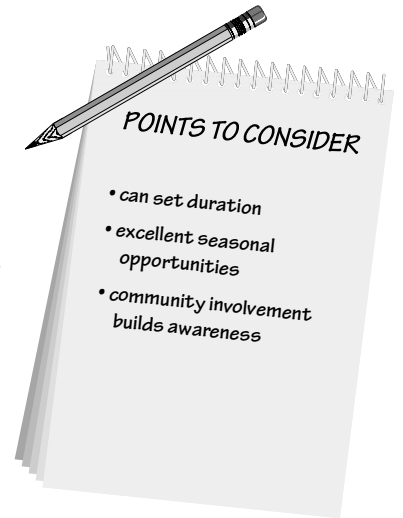 POINTS TO CONSIDER
• can set duration
• excellent seasonal
opportunities
• community involvement
builds awareness